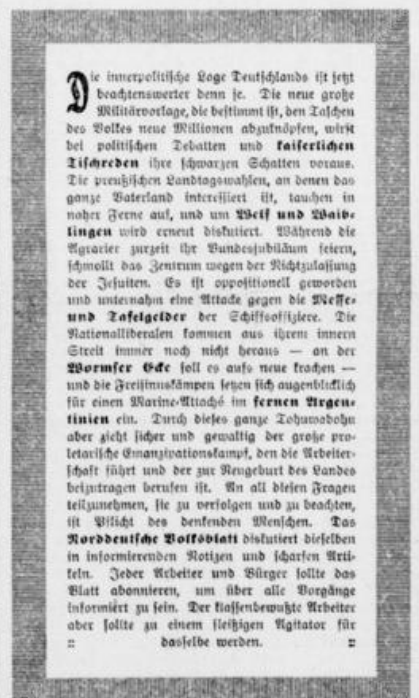 Die innerpolitische Lage Deutschlands ist jetzt
beachtenswerter denn je. Die neue große
Militärvorlage, die bestimmt ist, den Taschen
des Volkes neue Millionen abzuknöpfen, wirft
bei politischen Debatten und kaiserlichen
Tischreden ihre schwarzen Schatten voraus.
Die preußischen Landtagswahlen, an denen das
ganze Vaterland interessiert ist, tauchen in
naher Ferne auf, und um Welf und Waib-
lingen wird erneut diskutiert. Während die
Agrarier zurzeit ihr Bundesjubiläum feiern,
schmollt das Zentrum wegen der Nichtzulassung
der Jesuiten. Es ist oppositionell geworden
und unternahm eine Attacke gegen die Messe-
und Tafelgelder der Schiffsoffiziere. Die
Nationalliberalen kommen aus ihrem innern
Streit immer noch nicht heraus — an der
Wormser Ecke soll es aufs neue krachen —
und die Freisinnskämpen setzen sich augenblicklich
für einen Marine-Attaché im fernen Argen-
tinien ein. Durch dieses ganze Tohuwabohu
aber zieht sicher und gewaltig der große pro-
letarische Emanzipationskampf, den die Arbeiter-
schaft führt und der zur Neugeburt des Landes
beizutragen berufen ist. An all diesen Fragen
teilzunehmen, sie zu verfolgen und zu beachten,
ist Pflicht des denkenden Menschen. Das
Norddeutsche Volksblatt diskutiert dieselben
in informierenden Notizen und scharfen Arti-
keln. Jeder Arbeiter und Bürger sollte das
Blatt abonnieren, um über alle Vorgänge
informiert zu sein. Der klassenbewußte Arbeiter
aber sollte zu einem fleißigen Agitator für
:: dasselbe werden. ::